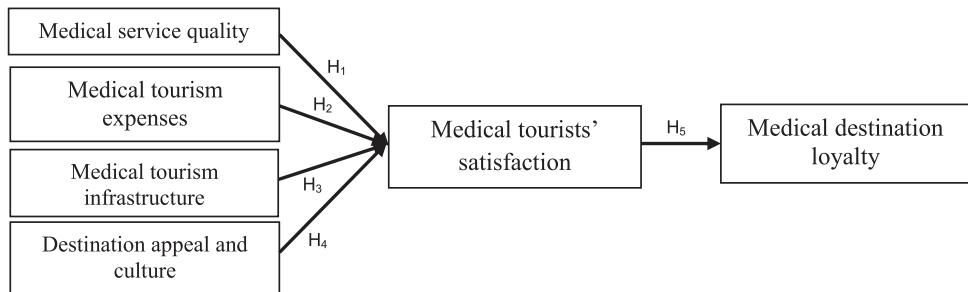 Medical service quality
Medical tourism
expenses
Medical tourism
infrastructure
Destination appeal and
culture
H1
H2
H3
H4
Medical tourists’
satisfaction
H5
Medical destination
loyalty